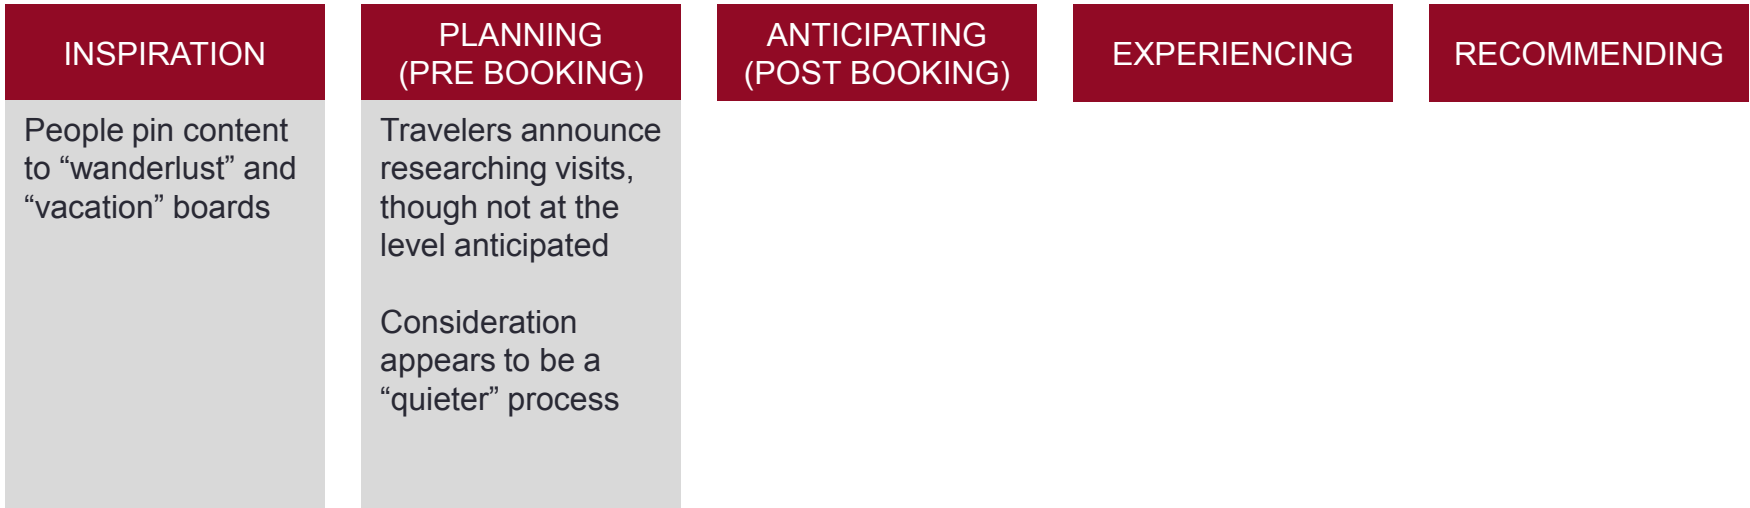 INSPIRATION
People pin content
to “wanderlust” and
“vacation” boards
PLANNING
(PRE BOOKING)
Travelers announce
researching visits,
though not at the
level anticipated
Consideration
appears to be a
“quieter” process
ANTICIPATING
(POST BOOKING)
EXPERIENCING
RECOMMENDING